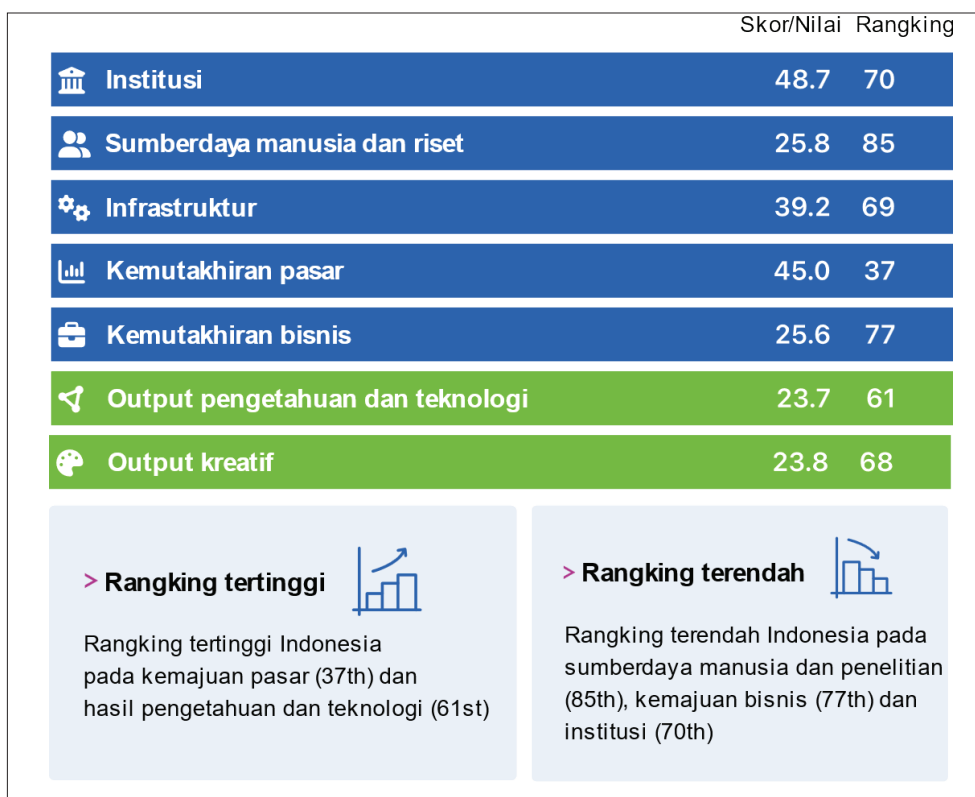 Skor/Nilai Rangking
Institusi 48.7 70
Sumberdaya manusia dan riset 25.8 85
Infrastruktur 39.2 69
Kemutakhiran pasar 45.0 37
Kemutakhiran bisnis 25.6 77
Output pengetahuan dan teknologi 23.7 61
Output kreatif 23.8 68
> Rangking tertinggi
Rangking tertinggi Indonesia
pada kemajuan pasar (37th) dan
hasil pengetahuan dan teknologi (61st)
> Rangking terendah
Rangking terendah Indonesia pada
sumberdaya manusia dan penelitian
(85th), kemajuan bisnis (77th) dan
institusi (70th)